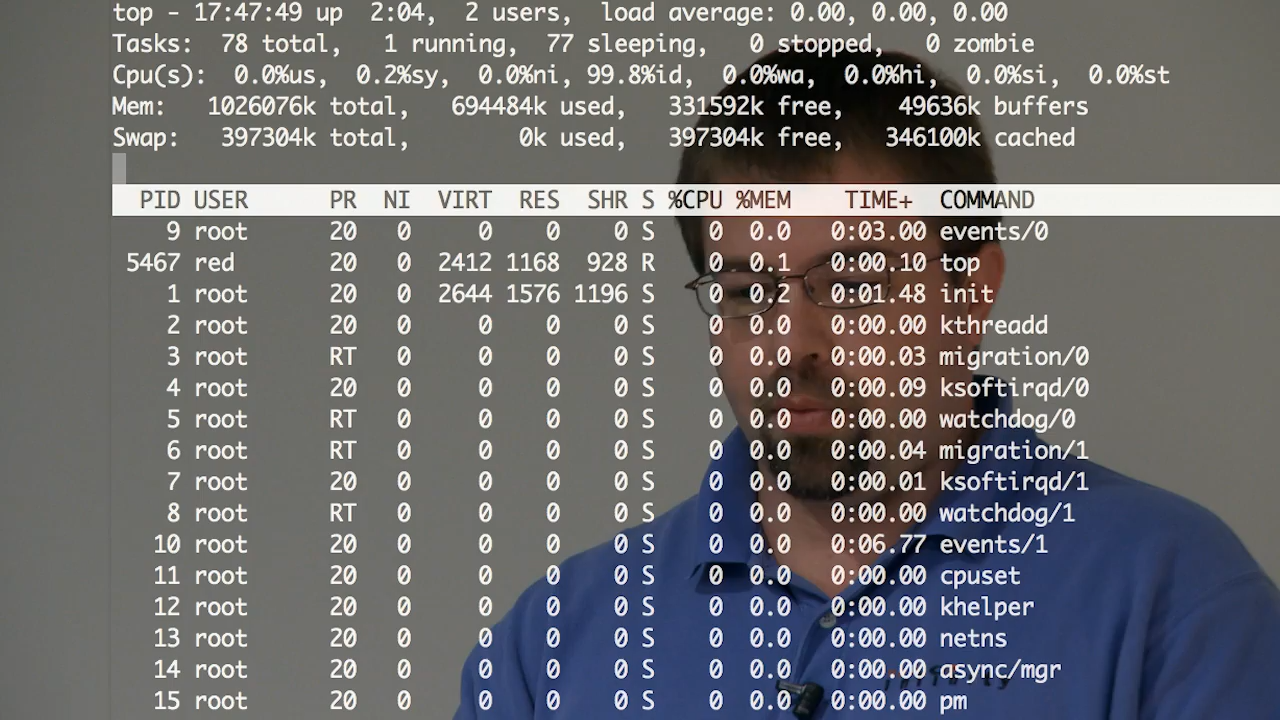 top - 17:47:49 up  2:04,  2 users,  load average: 0.00, 0.00, 0.00
Tasks:  78 total,   1 running,  77 sleeping,   0 stopped,   0 zombie
Cpu(s):  0.0%us,  0.2%sy,  0.0%ni, 99.8%id,  0.0%wa,  0.0%hi,  0.0%si,  0.0%st
Mem:   1026076k total,   694484k used,   331592k free,    49636k buffers
Swap:   397304k total,        0k used,   397304k free,   346100k cached
PID USER      PR  NI  VIRT  RES  SHR S %CPU %MEM    TIME+  COMMAND
9 root      20   0     0    0    0 S    0  0.0   0:03.00 events/0
5467 red       20   0  2412 1168  928 R    0  0.1   0:00.10 top
1 root      20   0  2644 1576 1196 S    0  0.2   0:01.48 init
2 root      20   0     0    0    0 S    0  0.0   0:00.00 kthreadd
3 root      RT   0     0    0    0 S    0  0.0   0:00.03 migration/0
4 root      20   0     0    0    0 S    0  0.0   0:00.09 ksoftirqd/0
5 root      RT   0     0    0    0 S    0  0.0   0:00.00 watchdog/0
6 root      RT   0     0    0    0 S    0  0.0   0:00.04 migration/1
7 root      20   0     0    0    0 S    0  0.0   0:00.01 ksoftirqd/1
8 root      RT   0     0    0    0 S    0  0.0   0:00.00 watchdog/1
10 root      20   0     0    0    0 S    0  0.0   0:06.77 events/1
11 root      20   0     0    0    0 S    0  0.0   0:00.00 cpuset
12 root      20   0     0    0    0 S    0  0.0   0:00.00 khelper
13 root      20   0     0    0    0 S    0  0.0   0:00.00 netns
14 root      20   0     0    0    0 S    0  0.0   0:00.00 async/mgr
15 root      20   0     0    0    0 S    0  0.0   0:00.00 pm